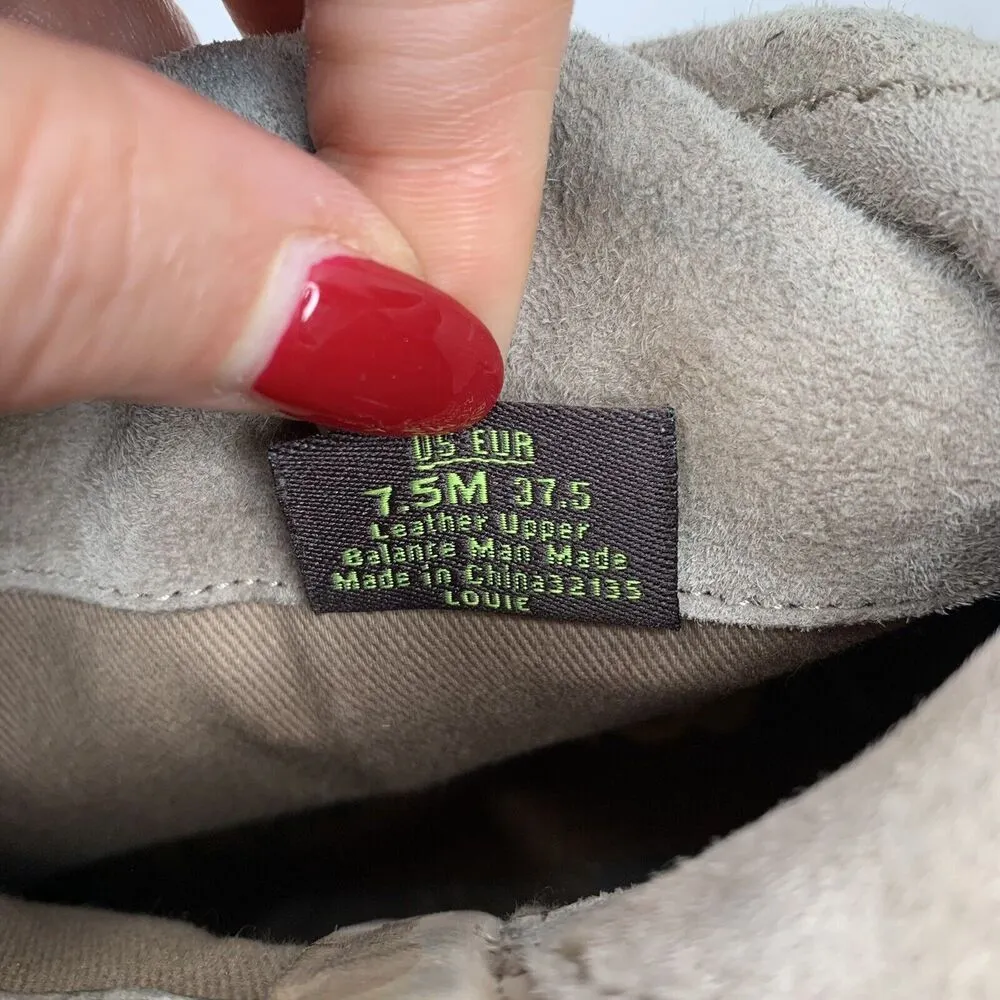 US EUR
7.5M 37.5
Leather Upper
Balance Man Made
Made in China32135
LOUIE